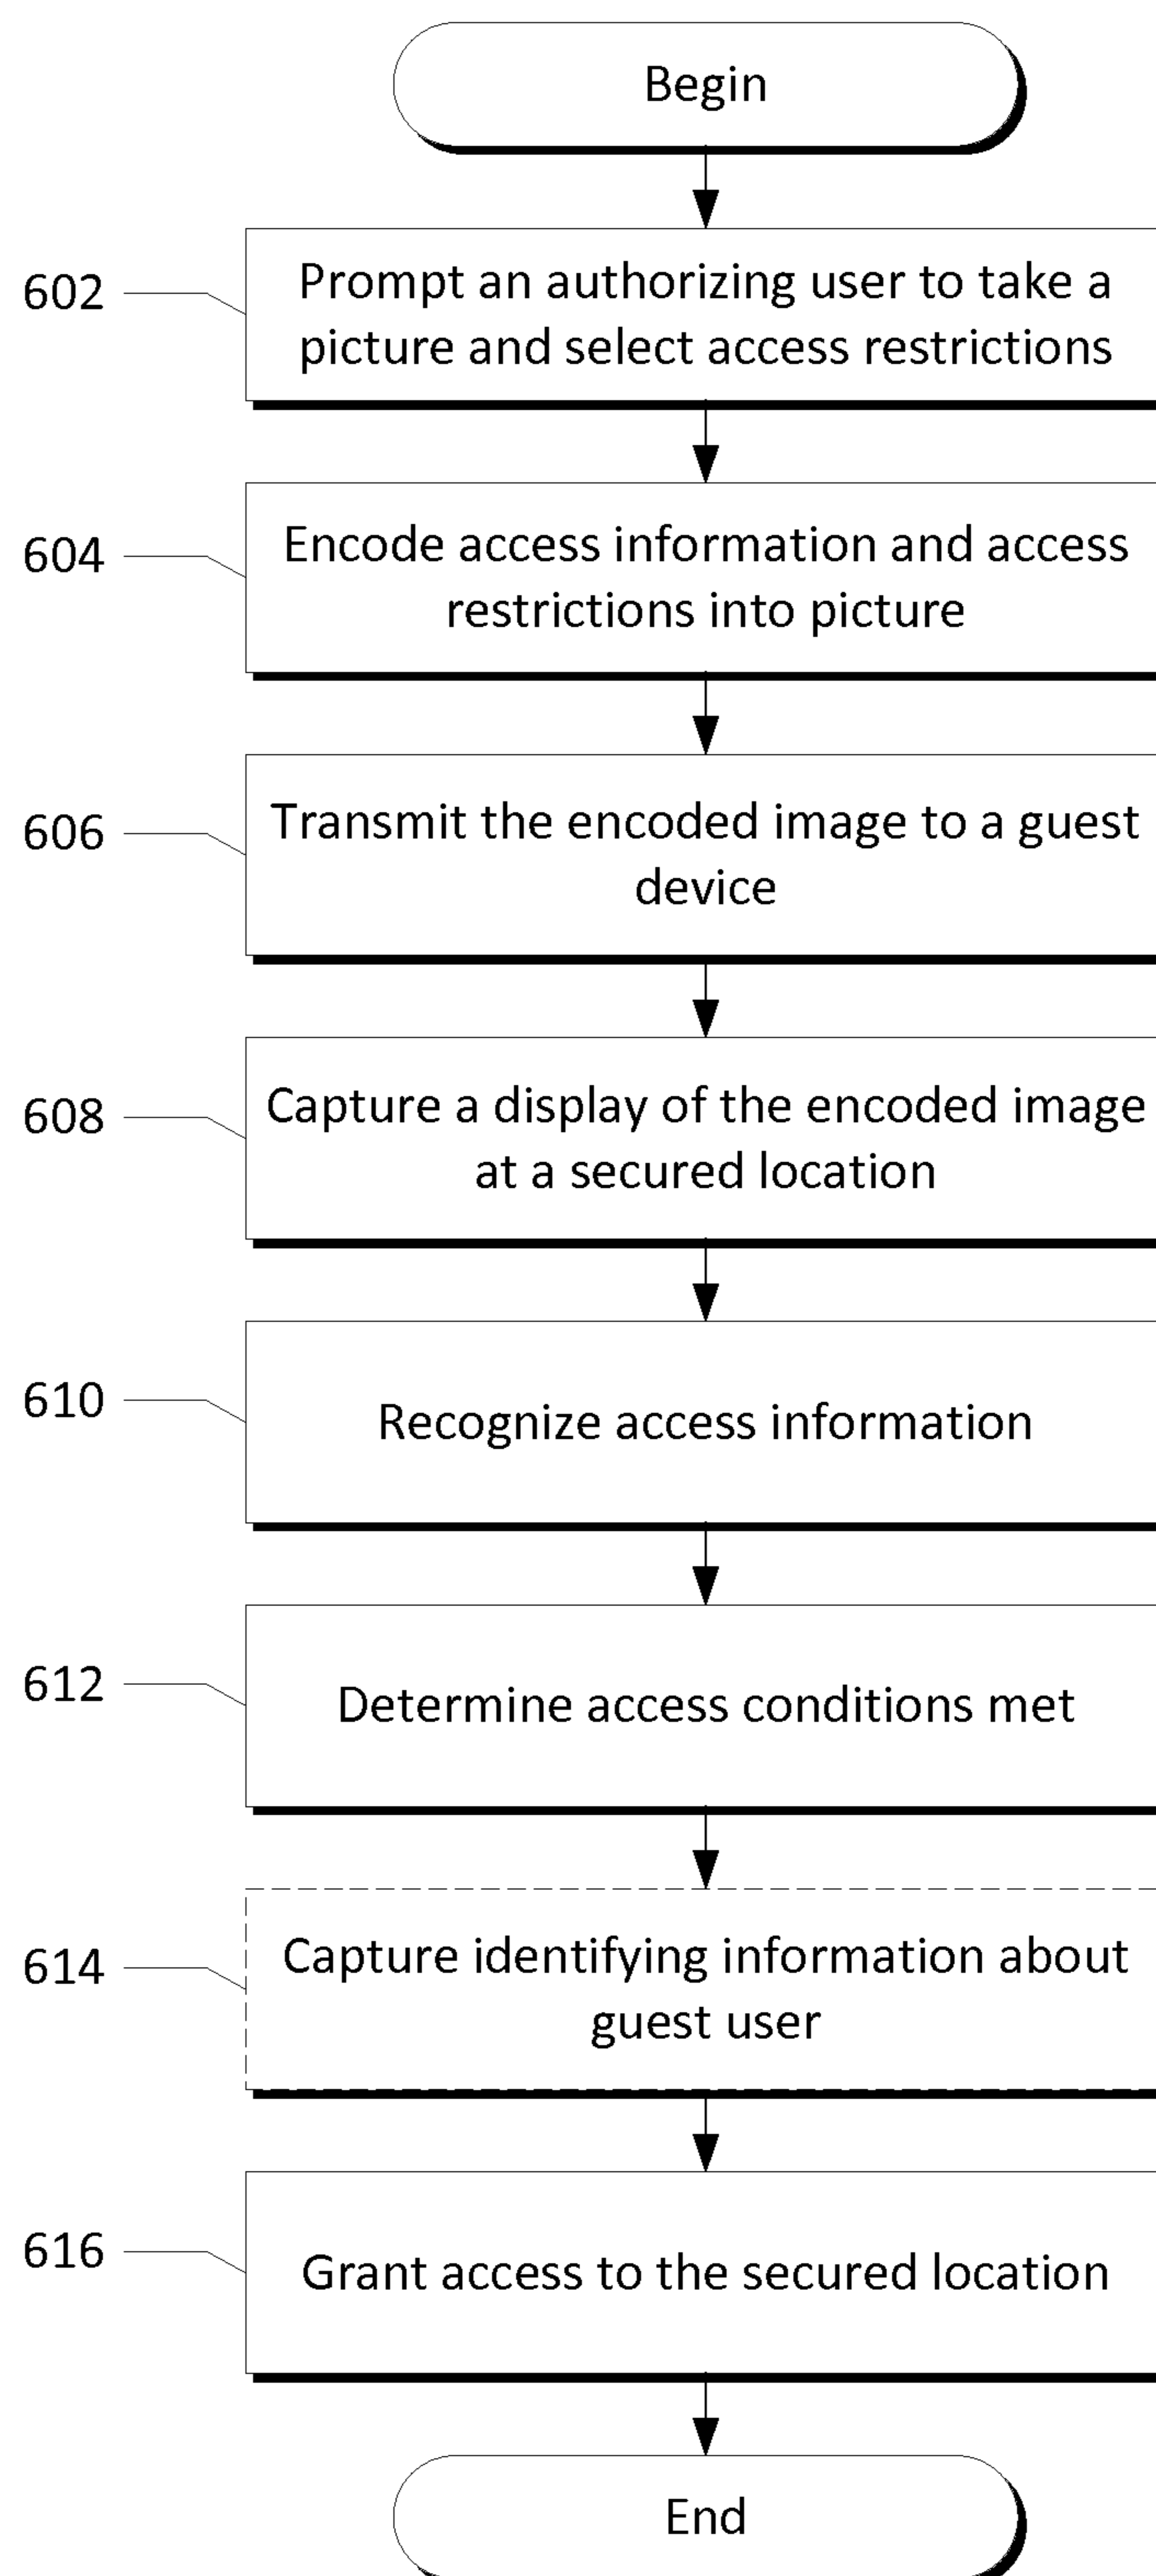 Begin
602
Prompt an authorizing user to take a
picture and select access restrictions
604
Encode access information and access
restrictions into picture
606
Transmit the encoded image to a guest
device
608
Capture a display of the encoded image
at a secured location
610
Recognize access information
612
Determine access conditions met
614
Capture identifying information about
guest user
616
Grant access to the secured location
End